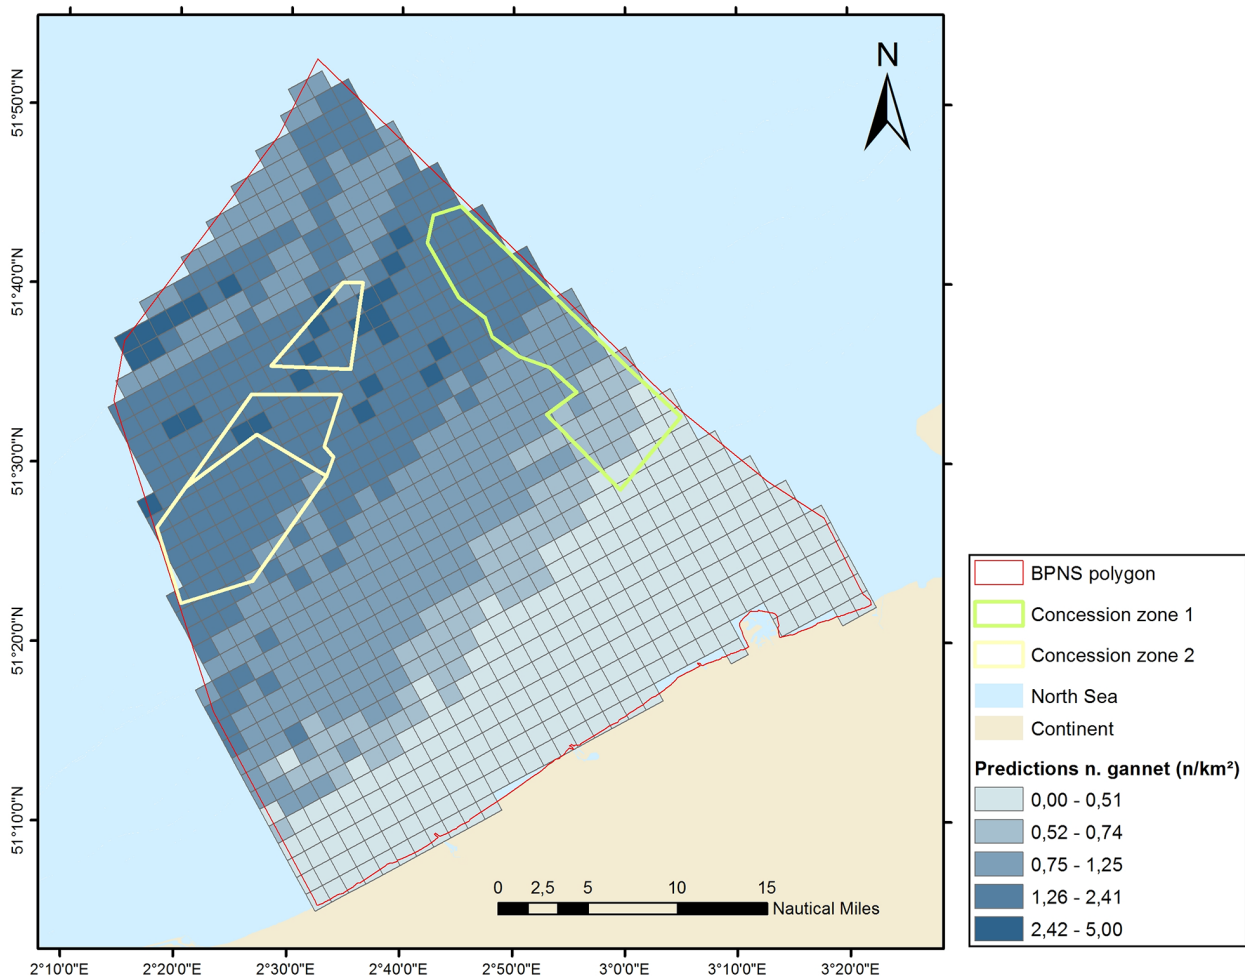 N
51°50'0"N
51°40'0"N
51°30'0"N
51°20'0"N
51°10'0"N
2°10'0"E
2°20'0"E
2°30'0"E
2°40'0"E
2°50'0"E
3°0'0"E
3°10'0"E
3°20'0"E
0 2,5 5 10 15
Nautical Miles
BPNS polygon
Concession zone 1
Concession zone 2
North Sea
Continent
Predictions n. gannet (n/km²)
0,00 - 0,51
0,52 - 0,74
0,75 - 1,25
1,26 - 2,41
2,42 - 5,00